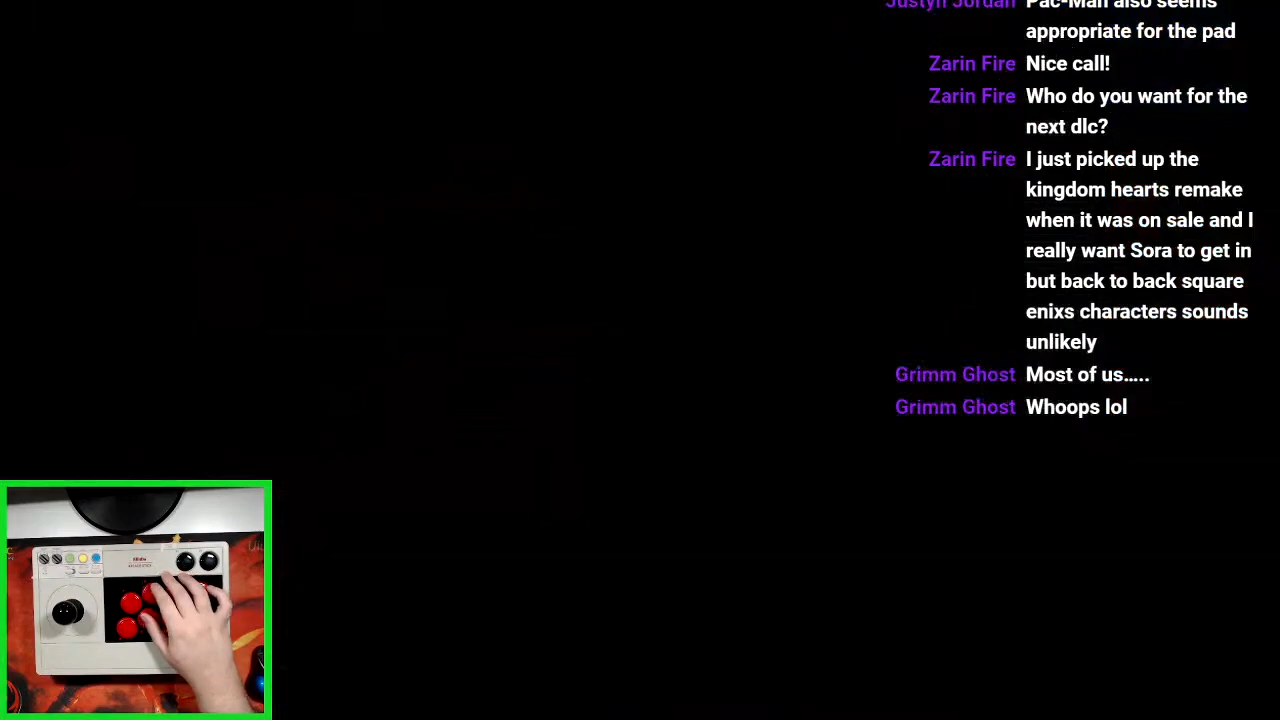 Justyn Jordan Pac-Man also seems
appropriate for the pad
Zarin Fire Nice call!
Zarin Fire Who do you want for the
next dlc?
Zarin Fire I just picked up the
kingdom hearts remake
when it was on sale and I
really want Sora to get in
but back to back square
enixs characters sounds
unlikely
Grimm Ghost Most of us.....
Grimm Ghost Whoops lol